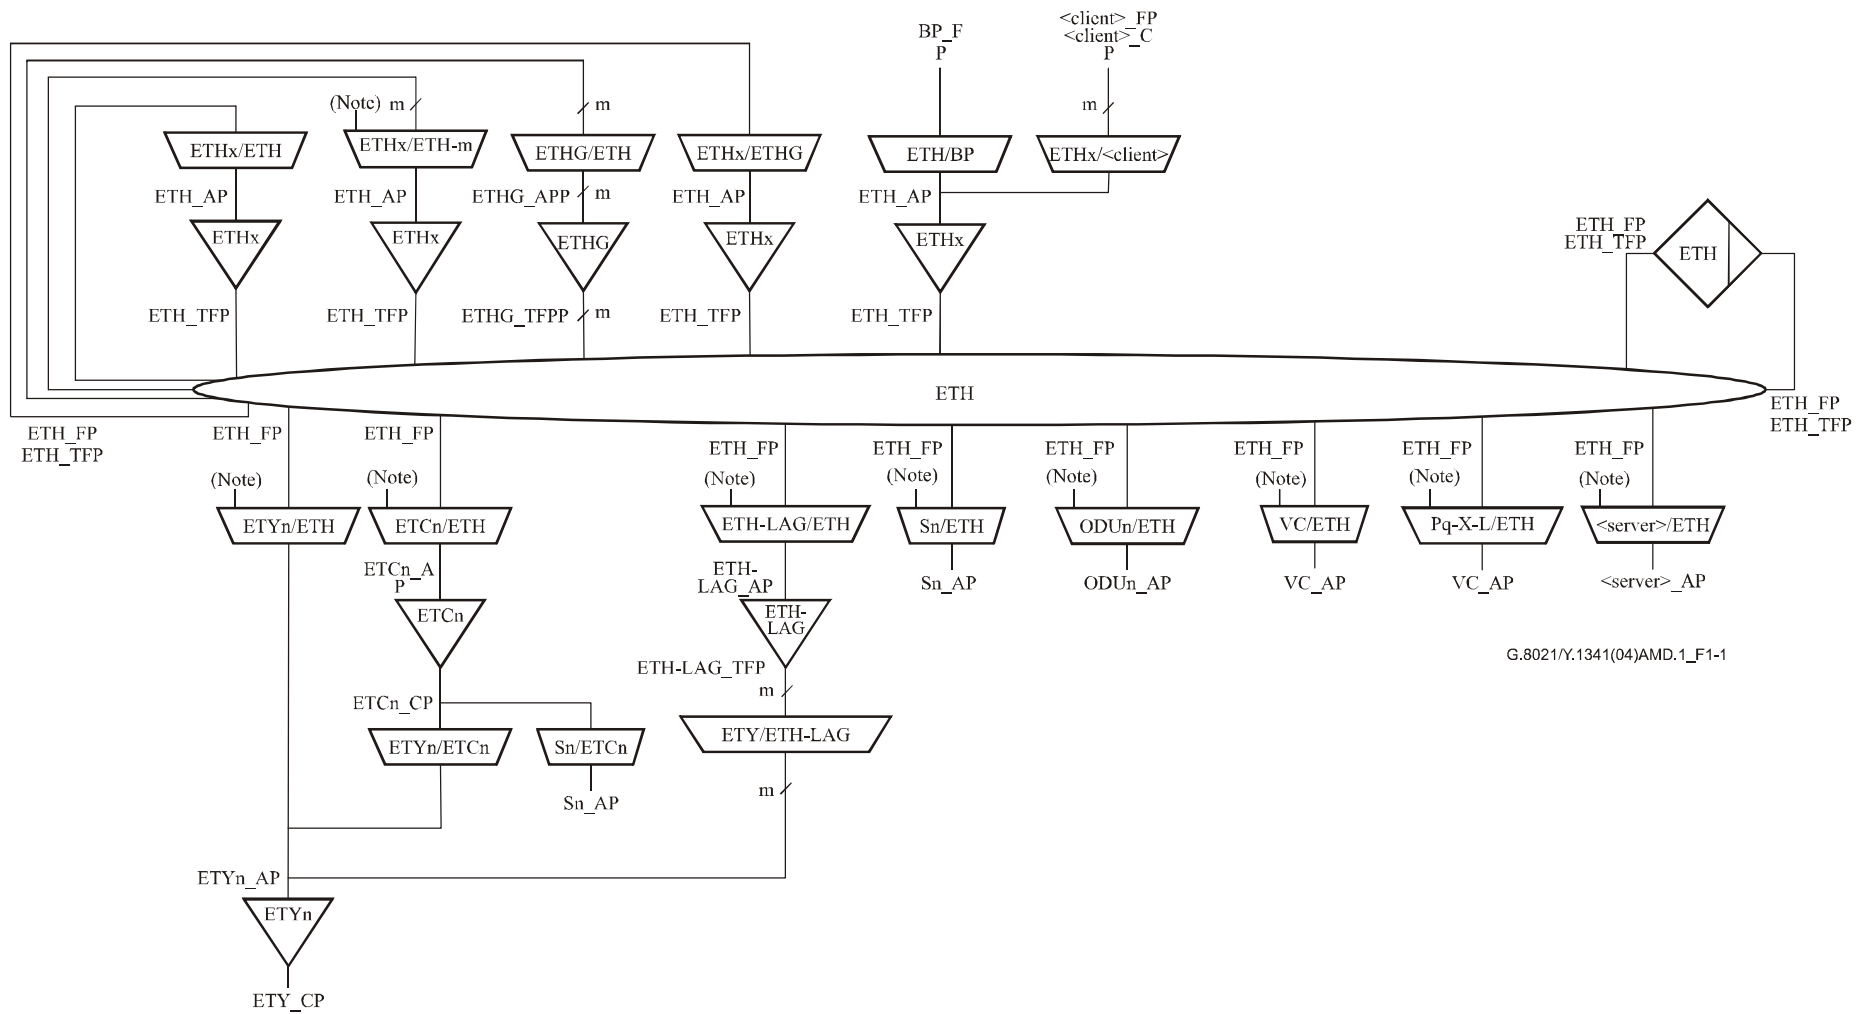 <client>_FP
BP_F
<client>_C
P
P
(Note)
m
m
m
ETHx/ETH
ETHx/ETH-m
ETHG/ETH
ETHx/ETHG
ETH/BP
ETHx/<client>
ETH_AP
ETH_AP
ETHG_APP
m
ETH_AP
ETH_AP
ETHx
ETHx
ETHG
ETHx
ETHx
ETH_FP
ETH_TFP
ETH
ETH_TFP
ETH_TFP
ETHG_TFPP
m
ETH_TFP
ETH_TFP
ETH
ETH_FP
ETH_TFP
ETH_FP
ETH_TFP
ETH_FP
ETH_FP
ETH_FP
ETH_FP
ETH_FP
ETH_FP
ETH_FP
ETH_FP
(Note)
(Note)
(Note)
(Note)
(Note)
(Note)
(Note)
(Note)
ETYn/ETH
ETCn/ETH
ETH-LAG/ETH
Sn/ETH
ODUn/ETH
VC/ETH
Pq-X-L/ETH
<server>/ETH
ETCn_A
P
ETH-
LAG_AP
Sn_AP
ODUn_AP
VC_AP
VC_AP
<server>_AP
ETCn
ETH-
LAG
G.8021/Y.1341(04)AMD.1_F1-1
ETH-LAG_TFP
m
ETCn_CP
ETYn/ETCn
Sn/ETCn
ETY/ETH-LAG
m
Sn_AP
ETYn_AP
ETYn
ETY_CP